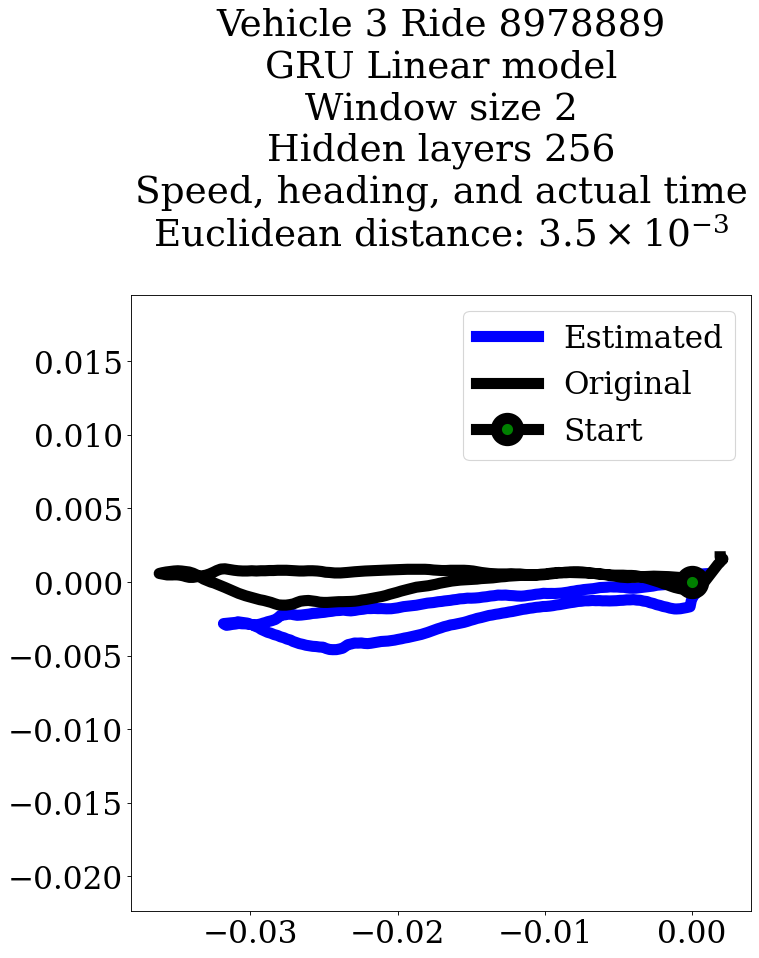 Vehicle 3 Ride 8978889
GRU Linear model
Window size 2
Hidden layers 256
Speed, heading, and actual time
Euclidean distance: 3.5 × 10⁻³
Estimated
Original
Start
0.015
0.010
0.005
0.000
−0.005
−0.010
−0.015
−0.020
−0.03
−0.02
−0.01
0.00